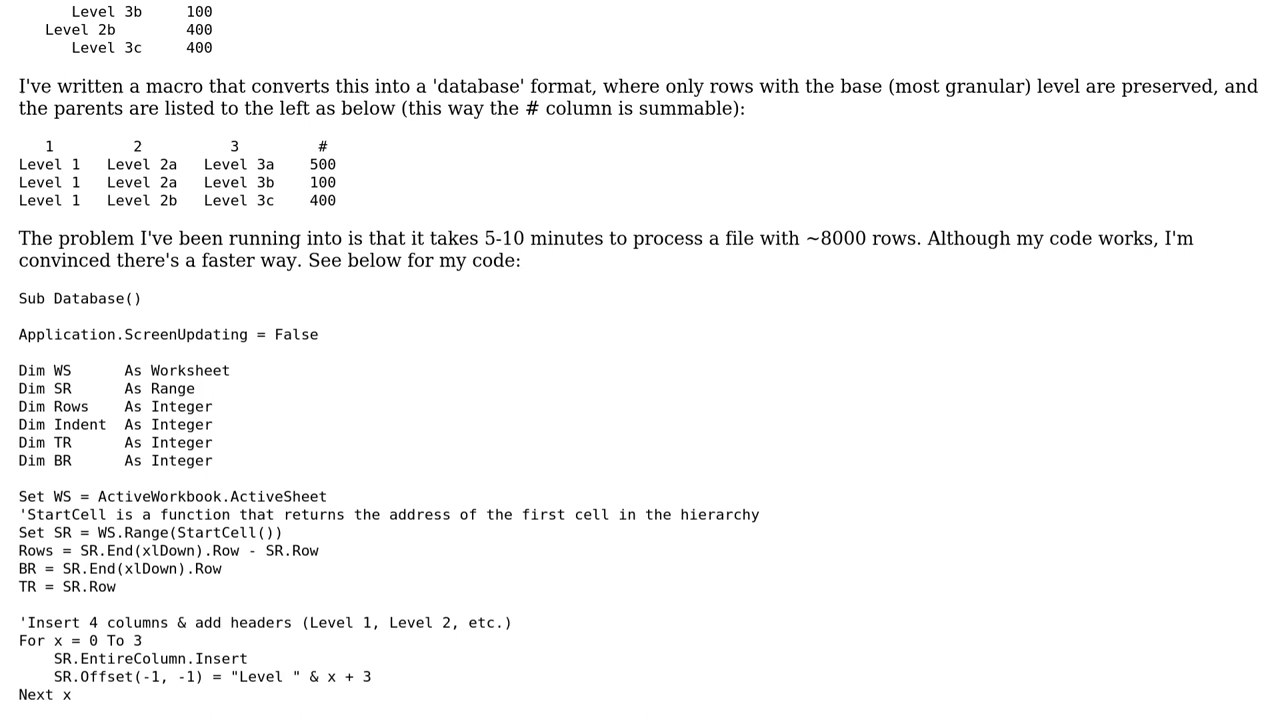 Level 3b     100
Level 2b        400
Level 3c     400
I've written a macro that converts this into a 'database' format, where only rows with the base (most granular) level are preserved, and
the parents are listed to the left as below (this way the # column is summable):
1         2          3         #
Level 1   Level 2a   Level 3a    500
Level 1   Level 2a   Level 3b    100
Level 1   Level 2b   Level 3c    400
The problem I've been running into is that it takes 5-10 minutes to process a file with ~8000 rows. Although my code works, I'm
convinced there's a faster way. See below for my code:
Sub Database()
Application.ScreenUpdating = False
Dim WS      As Worksheet
Dim SR      As Range
Dim Rows    As Integer
Dim Indent  As Integer
Dim TR      As Integer
Dim BR      As Integer
Set WS = ActiveWorkbook.ActiveSheet
'StartCell is a function that returns the address of the first cell in the hierarchy
Set SR = WS.Range(StartCell())
Rows = SR.End(xlDown).Row - SR.Row
BR = SR.End(xlDown).Row
TR = SR.Row
'Insert 4 columns & add headers (Level 1, Level 2, etc.)
For x = 0 To 3
    SR.EntireColumn.Insert
    SR.Offset(-1, -1) = "Level " & x + 3
Next x